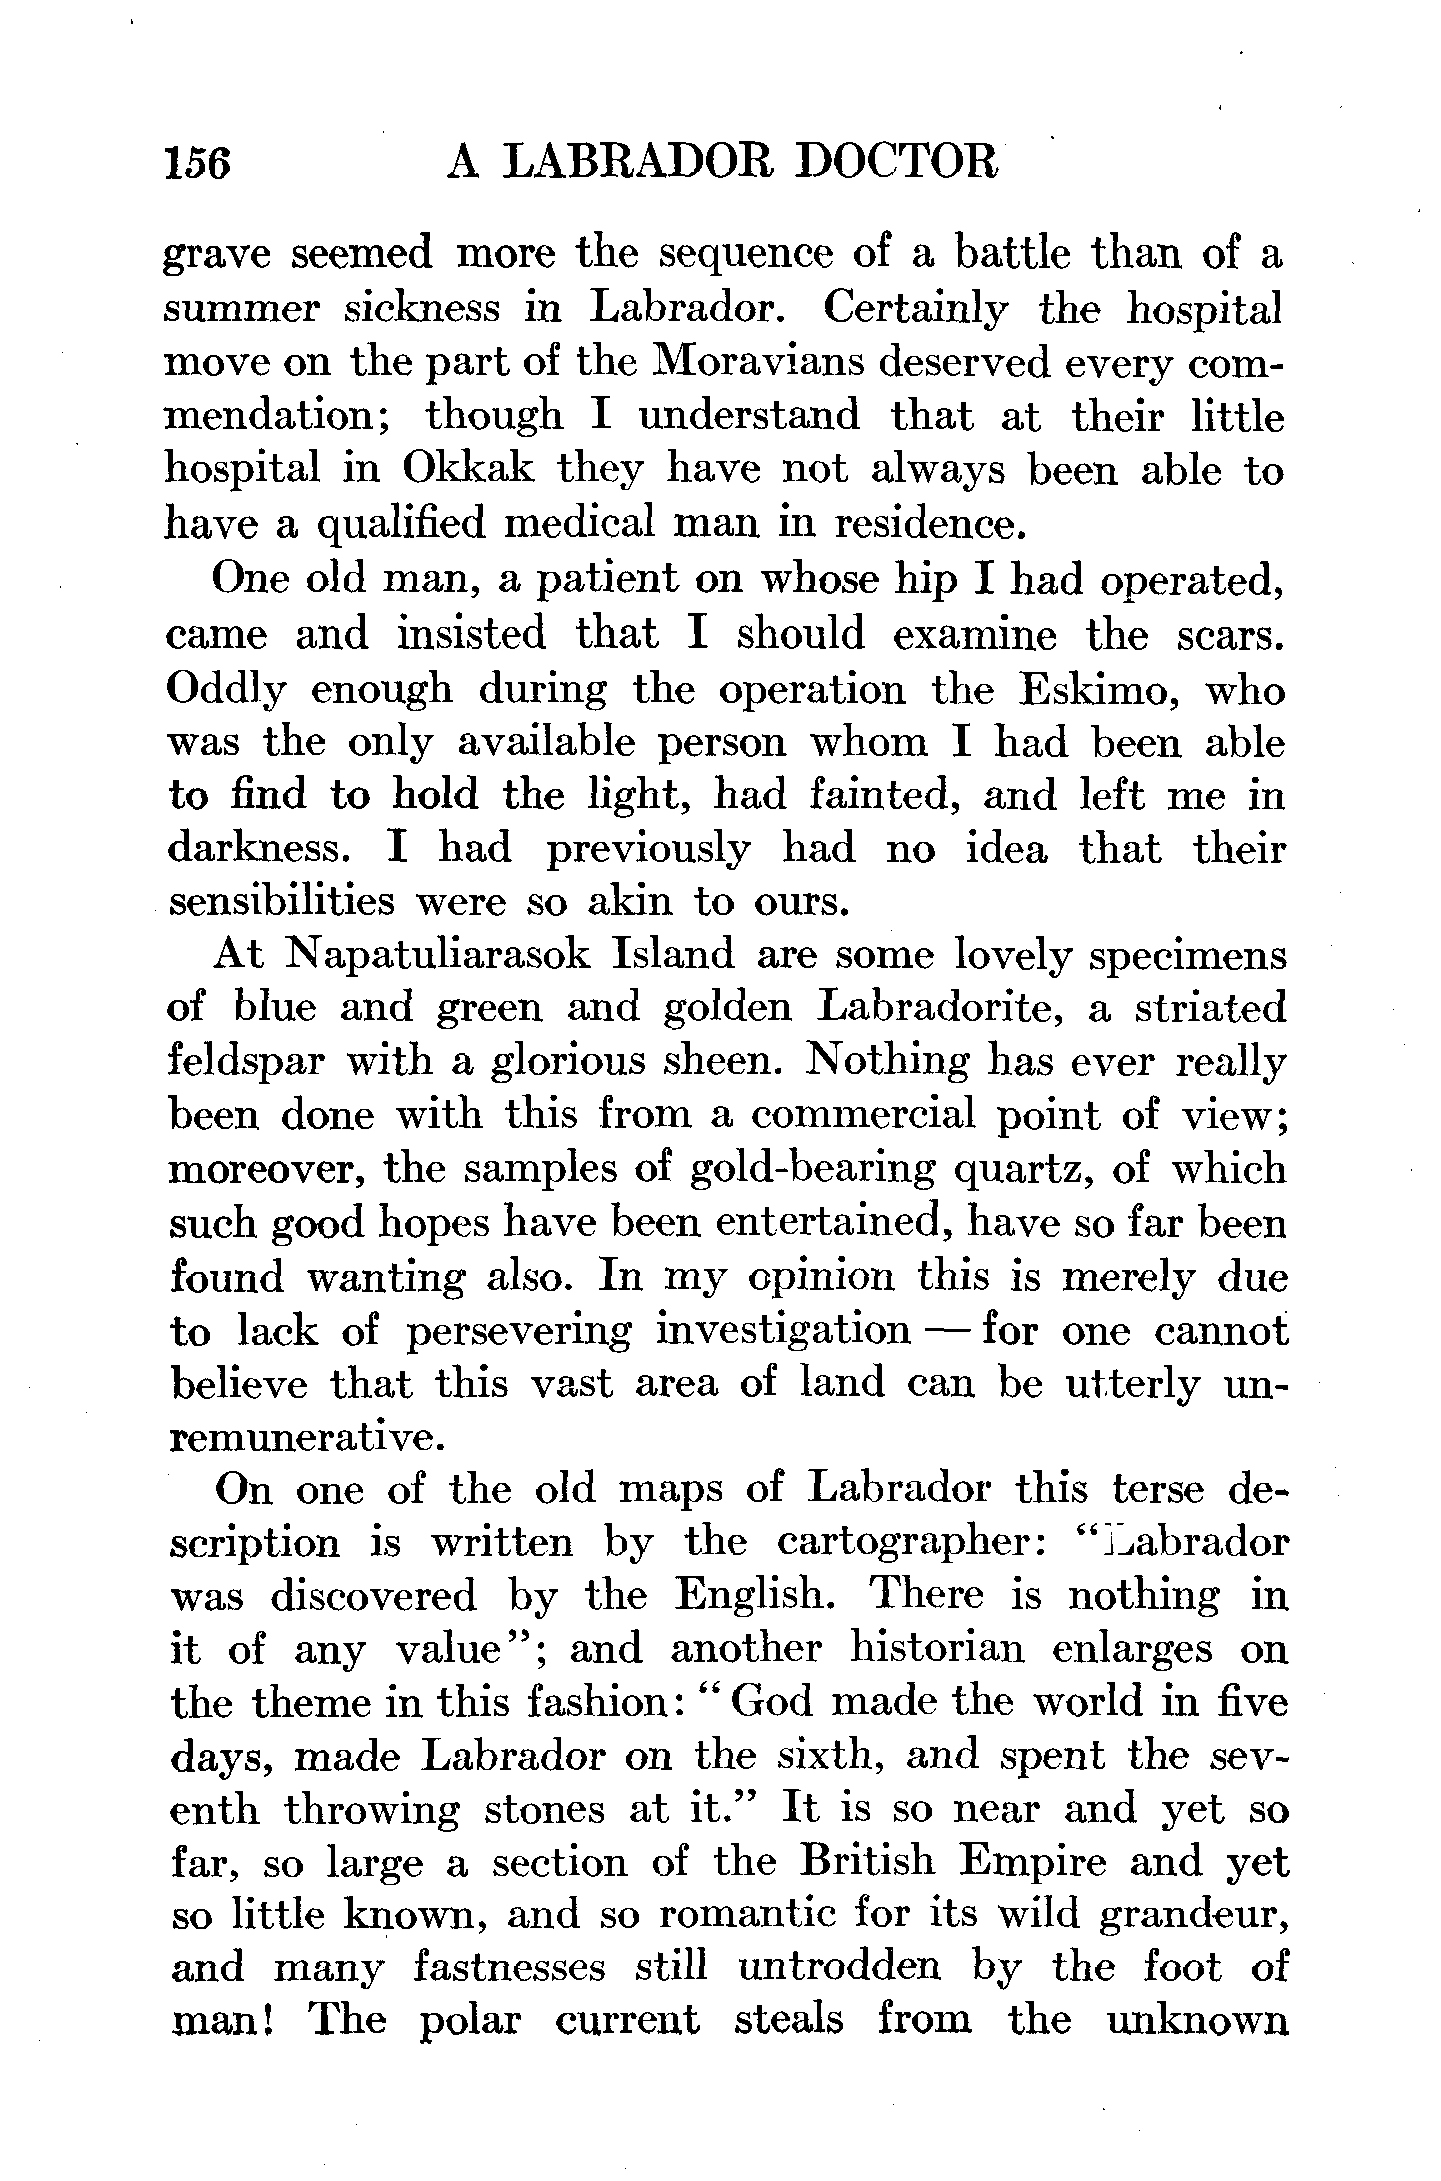 156 A LABRADOR DOCTOR
grave seemed more the sequence of a battle than of a
summer sickness in Labrador. Certainly the hospital
move on the part of the Moravians deserved every com-
mendation; though I understand that at their little
hospital in Okkak they have not always been able to
have a qualified medical man in residence.
One old man, a patient on whose hip I had operated,
came and insisted that I should examine the scars.
Oddly enough during the operation the Eskimo, who
was the only available person whom I had been able
to find to hold the light, had fainted, and left me in
darkness. I had previously had no idea that their
sensibilities were so akin to ours.
At Napatuliarasok Island are some lovely specimens
of blue and green and golden Labradorite, a striated
feldspar with a glorious sheen. Nothing has ever really
been done with this from a commercial point of view;
moreover, the samples of gold-bearing quartz, of which
such good hopes have been entertained, have so far been
found wanting also. In my opinion this is merely due
to lack of persevering investigation — for one cannot
believe that this vast area of land can be utterly un-
remunerative.
On one of the old maps of Labrador this terse de-
scription is written by the cartographer: “Labrador
was discovered by the English. There is nothing in
it of any value”; and another historian enlarges on
the theme in this fashion: “God made the world in five
days, made Labrador on the sixth, and spent the sev-
enth throwing stones at it.” It is so near and yet so
far, so large a section of the British Empire and yet
so little known, and so romantic for its wild grandeur,
and many fastnesses still untrodden by the foot of
man! The polar current steals from the unknown